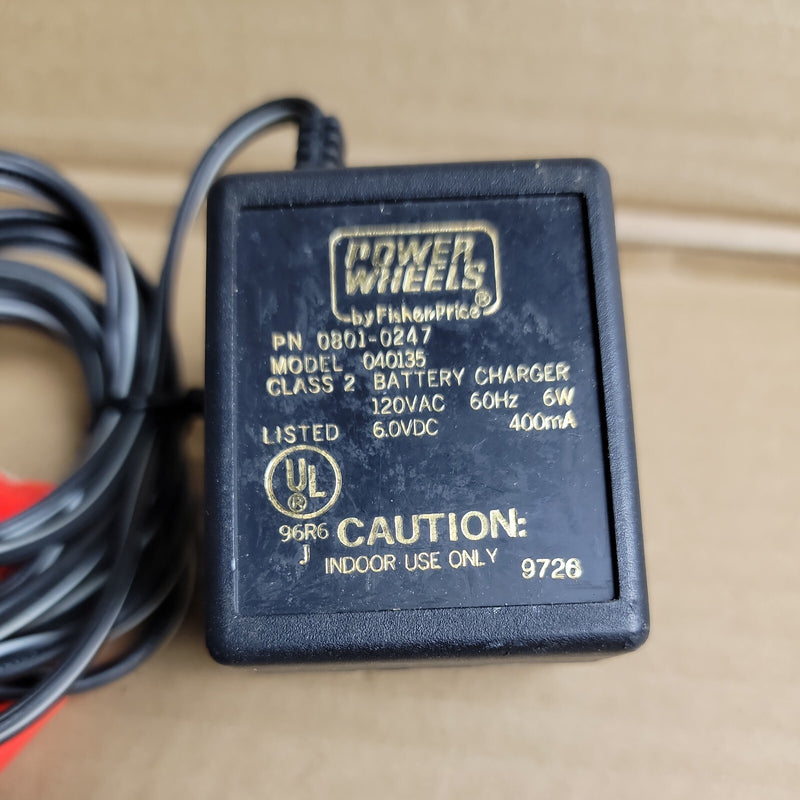 POWER
WHEELS®
by Fisher-Price
PN 0801-0247
MODEL 040135
CLASS 2 BATTERY CHARGER
120VAC 60Hz 6W
6.0VDC 400mA
LISTED
UL
®
96R6
J
CAUTION:
INDOOR USE ONLY
9726